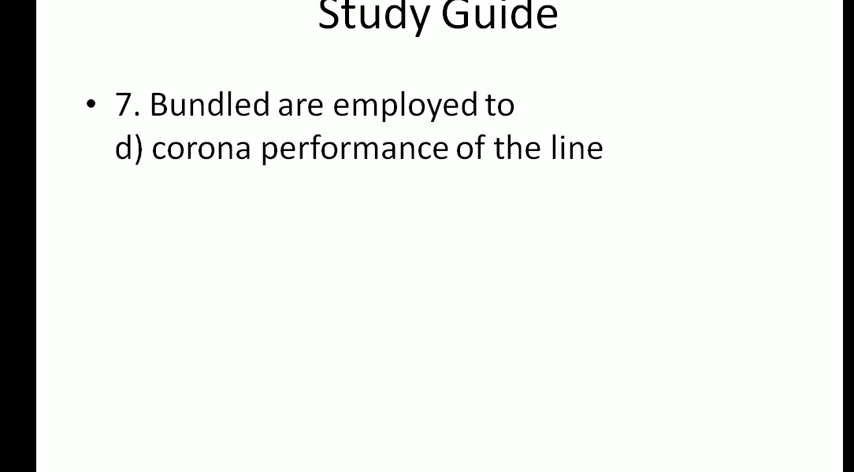 Study Guide
• 7. Bundled are employed to
d) corona performance of the line